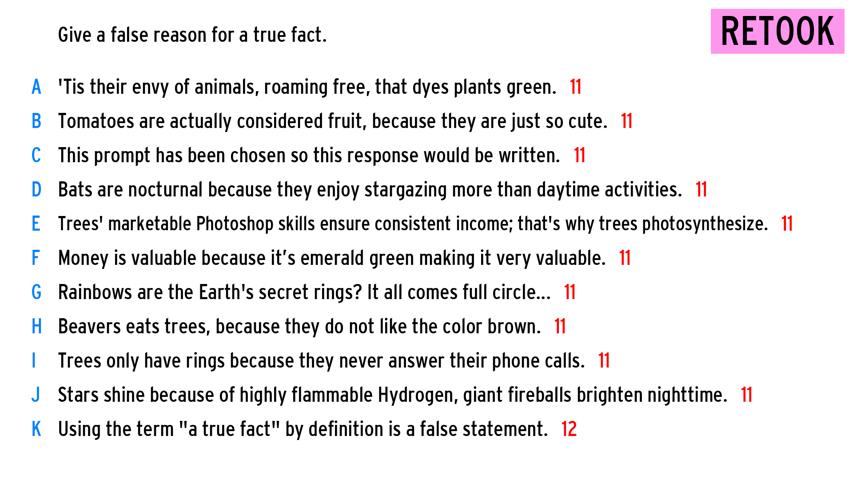 Give a false reason for a true fact.
RETOOK
A 'Tis their envy of animals, roaming free, that dyes plants green. 11
B Tomatoes are actually considered fruit, because they are just so cute. 11
C This prompt has been chosen so this response would be written. 11
D Bats are nocturnal because they enjoy stargazing more than daytime activities. 11
E Trees' marketable Photoshop skills ensure consistent income; that's why trees photosynthesize. 11
F Money is valuable because it’s emerald green making it very valuable. 11
G Rainbows are the Earth's secret rings? It all comes full circle... 11
H Beavers eats trees, because they do not like the color brown. 11
I Trees only have rings because they never answer their phone calls. 11
J Stars shine because of highly flammable Hydrogen, giant fireballs brighten nighttime. 11
K Using the term "a true fact" by definition is a false statement. 12